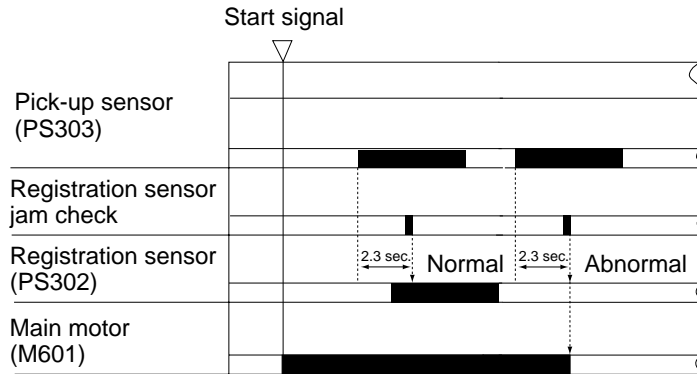 Start signal
Pick-up sensor
(PS303)
Registration sensor
jam check
Registration sensor
(PS302)
2.3 sec.
Normal
2.3 sec.
Abnormal
Main motor
(M601)